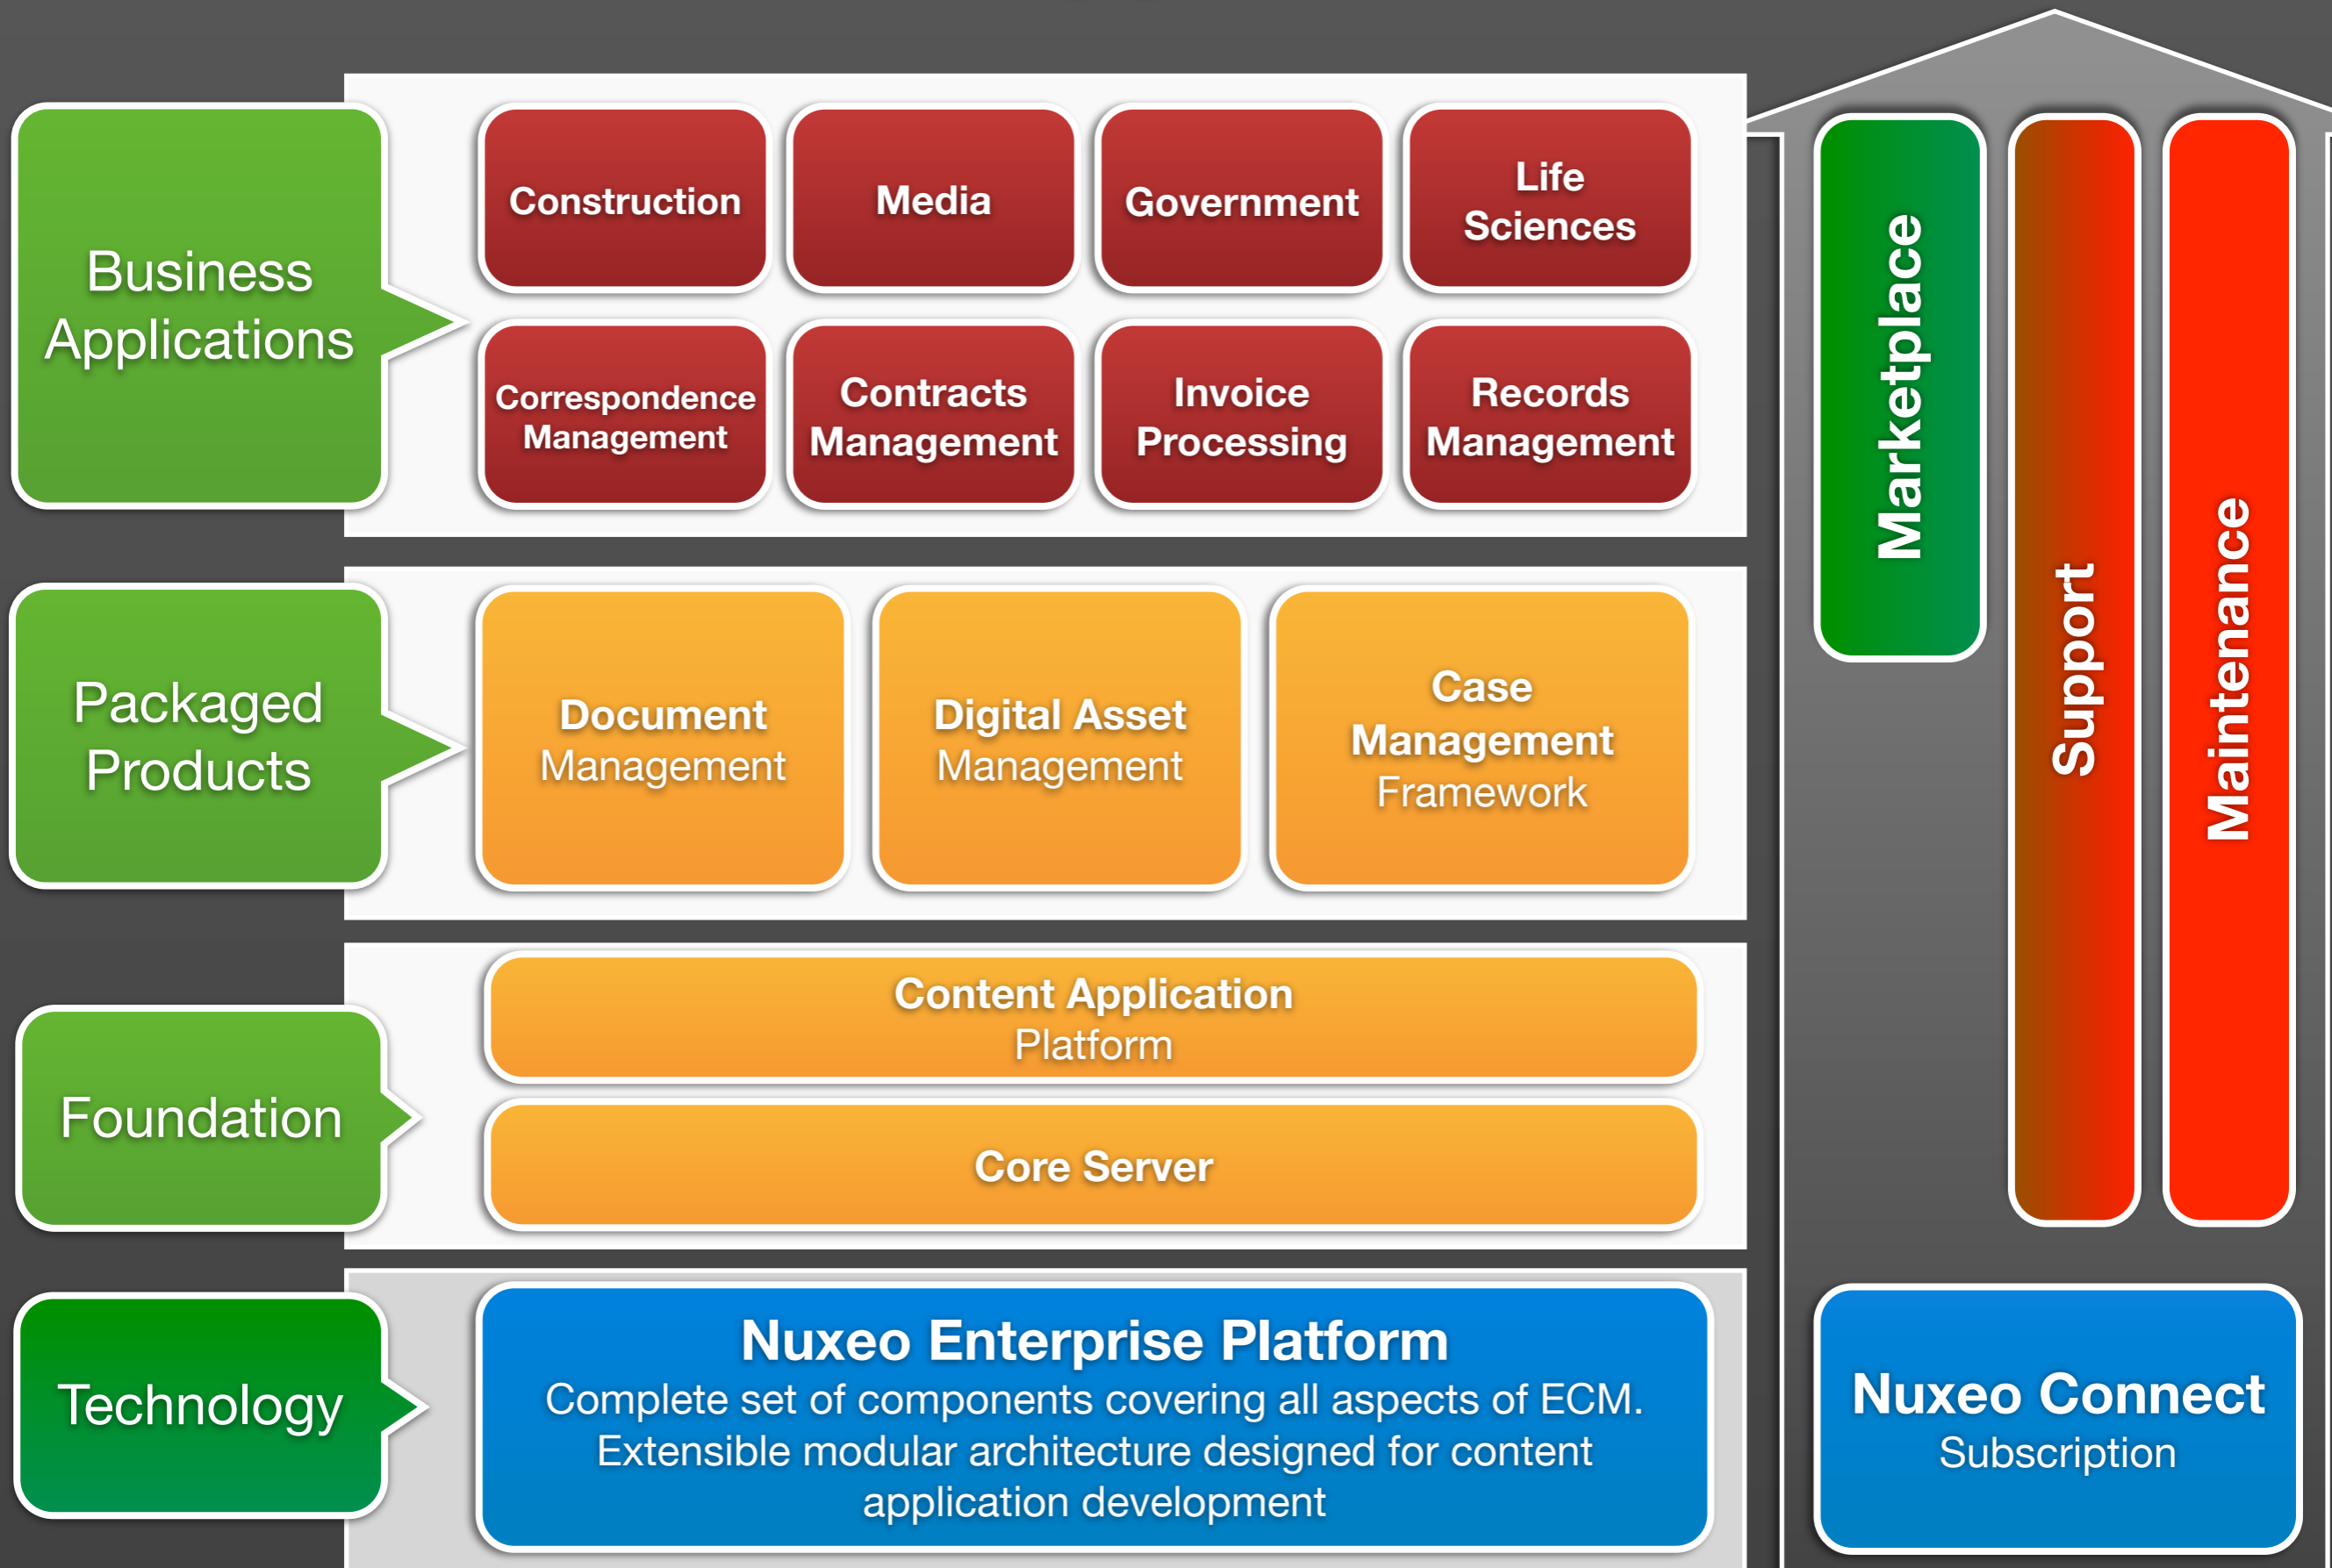 Business
Applications
Construction
Media
Government
Life
Sciences
Correspondence
Management
Contracts
Management
Invoice
Processing
Records
Management
Packaged
Products
Document
Management
Digital Asset
Management
Case
Management
Framework
Foundation
Content Application
Platform
Core Server
Technology
Nuxeo Enterprise Platform
Complete set of components covering all aspects of ECM.
Extensible modular architecture designed for content
application development
Marketplace
Support
Maintenance
Nuxeo Connect
Subscription